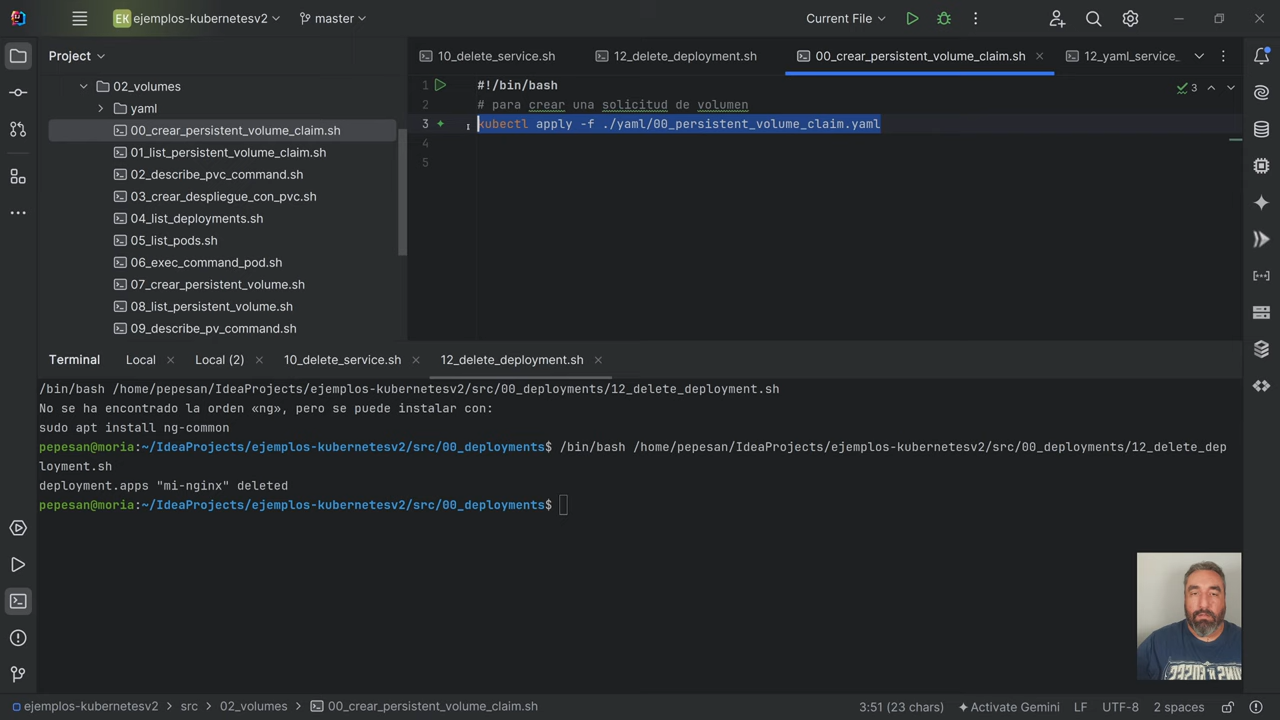 EK ejemplos-kubernetesv2 master Current File
Project
02_volumes
yaml
00_crear_persistent_volume_claim.sh
01_list_persistent_volume_claim.sh
02_describe_pvc_command.sh
03_crear_despliegue_con_pvc.sh
04_list_deployments.sh
05_list_pods.sh
06_exec_command_pod.sh
07_crear_persistent_volume.sh
08_list_persistent_volume.sh
09_describe_pv_command.sh
10_delete_service.sh 12_delete_deployment.sh 00_crear_persistent_volume_claim.sh 12_yaml_service
1 #!/bin/bash
2 # para crear una solicitud de volumen
3 kubectl apply -f ./yaml/00_persistent_volume_claim.yaml
4
5
3
Terminal Local Local (2) 10_delete_service.sh 12_delete_deployment.sh
/bin/bash /home/pepesan/IdeaProjects/ejemplos-kubernetesv2/src/00_deployments/12_delete_deployment.sh
No se ha encontrado la orden «ng», pero se puede instalar con:
sudo apt install ng-common
pepesan@moria:~/IdeaProjects/ejemplos-kubernetesv2/src/00_deployments$ /bin/bash /home/pepesan/IdeaProjects/ejemplos-kubernetesv2/src/00_deployments/12_delete_dep
loyment.sh
deployment.apps "mi-nginx" deleted
pepesan@moria:~/IdeaProjects/ejemplos-kubernetesv2/src/00_deployments$
ejemplos-kubernetesv2 > src > 02_volumes > 00_crear_persistent_volume_claim.sh 3:51 (23 chars) Activate Gemini LF UTF-8 2 spaces